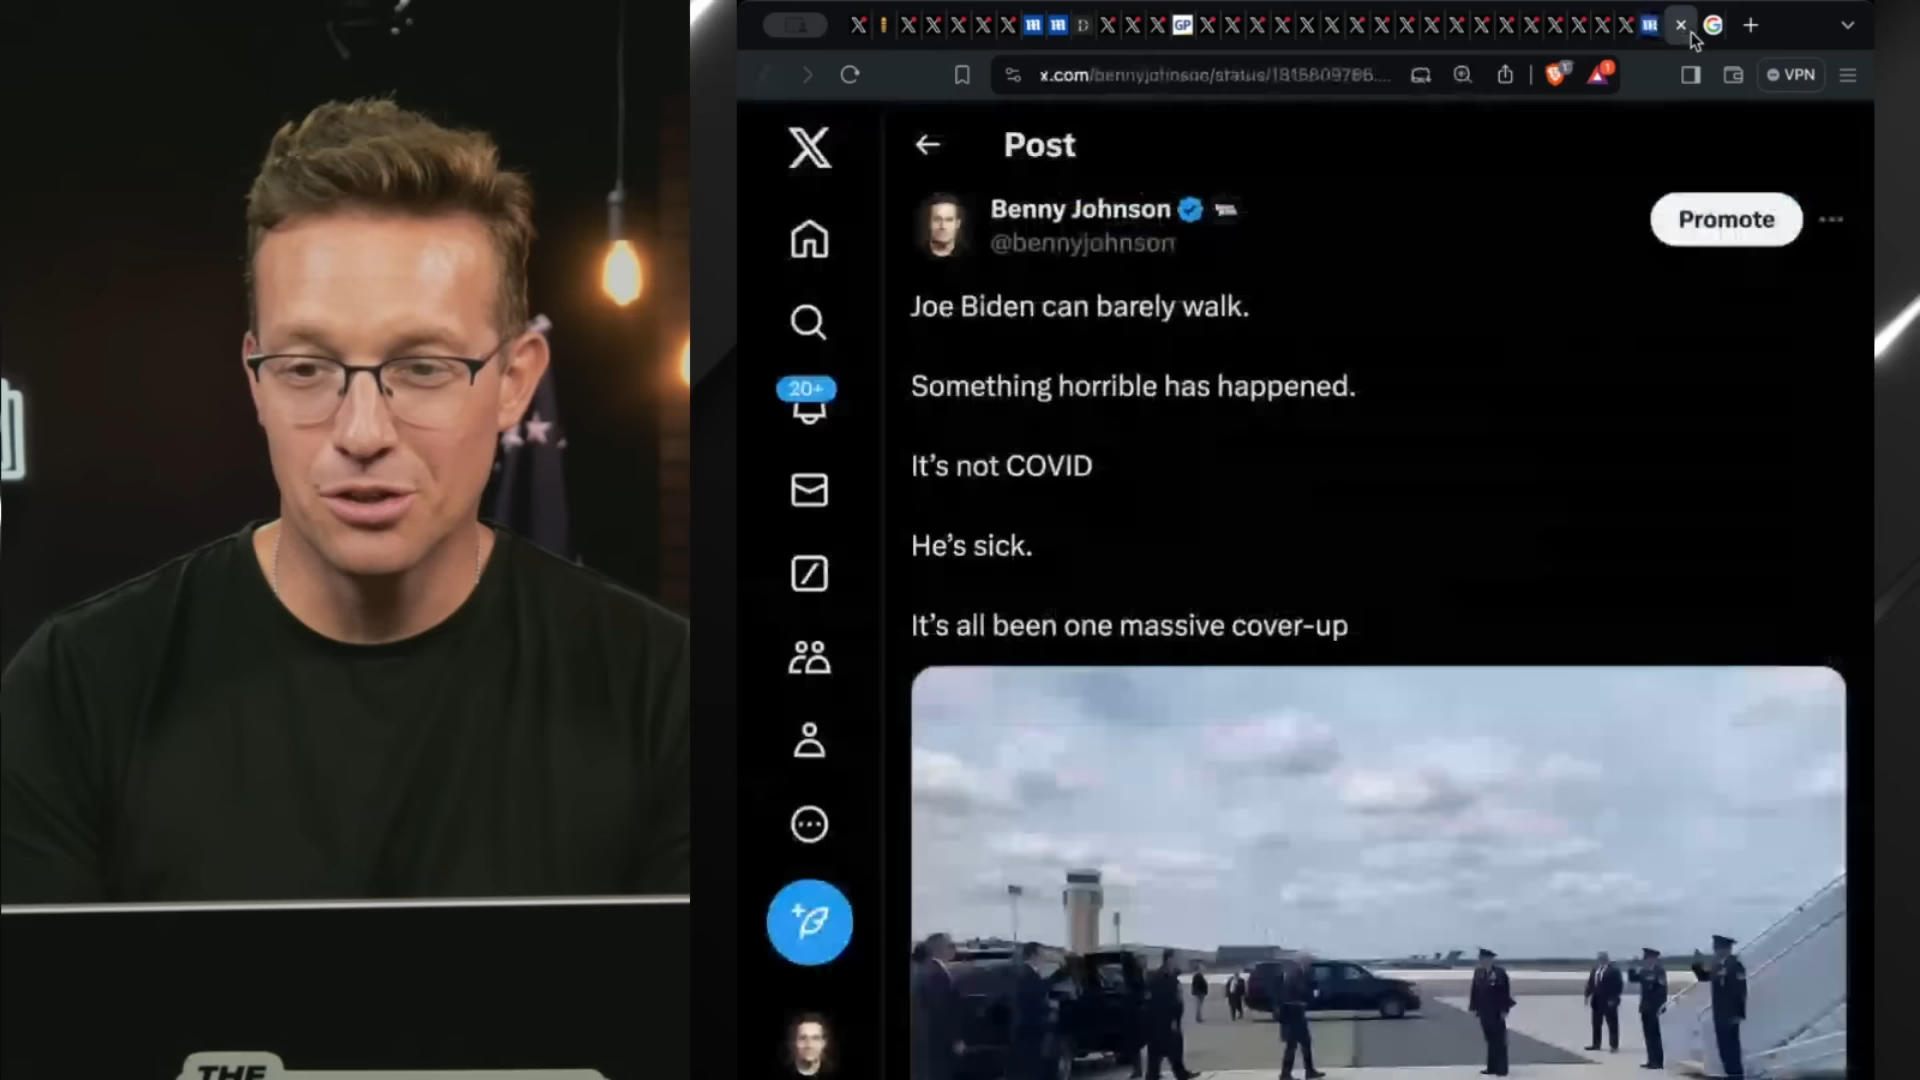 x.com/bennyjohnson/status/
VPN
Post
Benny Johnson
@bennyjohnson
Promote
Joe Biden can barely walk.
Something horrible has happened.
20+
It's not COVID
He's sick.
It's all been one massive cover-up
THE
GP